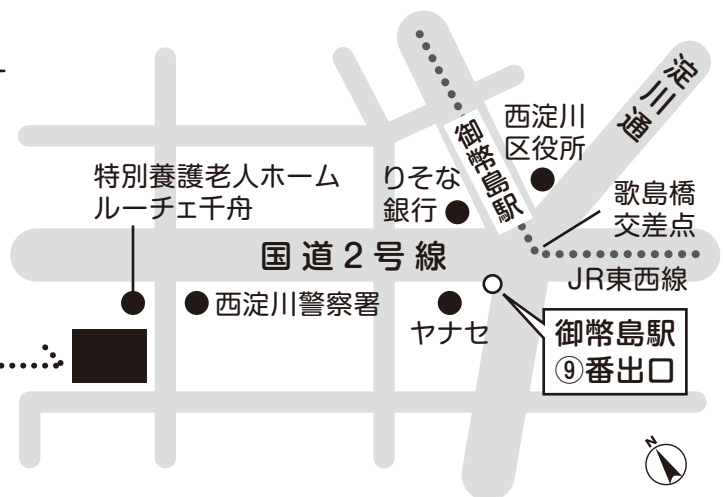 淀川通
西淀川
区役所
御幣島駅
特別養護老人ホーム
ルーチェ千舟
りそな
銀行
歌島橋
交差点
国道2号線
JR東西線
西淀川警察署
ヤナセ
御幣島駅
⑨番出口
N